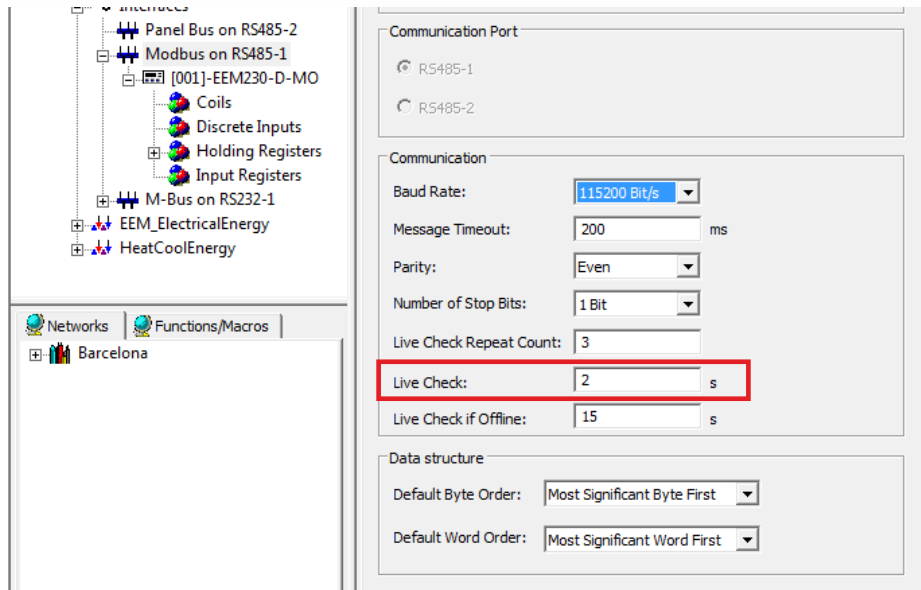 Interfaces
Panel Bus on RS485-2
Modbus on RS485-1
[001]-EEM230-D-MO
Coils
Discrete Inputs
Holding Registers
Input Registers
M-Bus on RS232-1
EEM_ElectricalEnergy
HeatCoolEnergy
Networks
Functions/Macros
Barcelona
Communication Port
RS485-1
RS485-2
Communication
Baud Rate: 115200 Bit/s
Message Timeout: 200 ms
Parity: Even
Number of Stop Bits: 1 Bit
Live Check Repeat Count: 3
Live Check: 2 s
Live Check if Offline: 15 s
Data structure
Default Byte Order: Most Significant Byte First
Default Word Order: Most Significant Word First